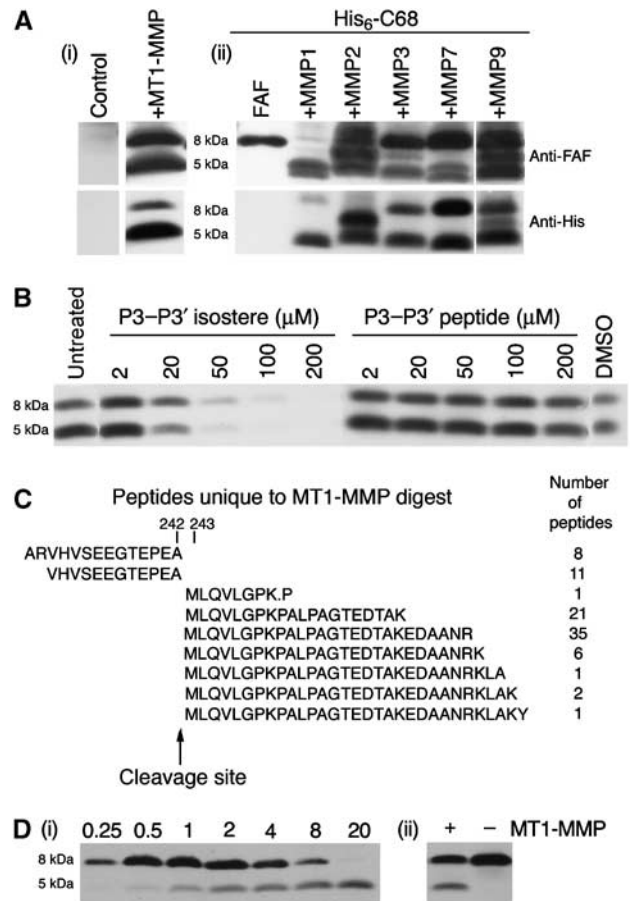 A
His6-C68
(i)
Control
+MT1-MMP
(ii)
FAF
+MMP1
+MMP2
+MMP3
+MMP7
+MMP9
8 kDa
5 kDa
Anti-FAF
8 kDa
5 kDa
Anti-His
B
Untreated
P3–P3′ isostere (μM)
P3–P3′ peptide (μM)
2 20 50 100 200 2 20 50 100 200 DMSO
8 kDa
5 kDa
C
Peptides unique to MT1-MMP digest
Number of peptides
242 243
ARVHVSEEGTEPEA 8
VHVSEEGTEPEA 11
MLQVLGPK.P 1
MLQVLGPKPALPAGTEDTAK 21
MLQVLGPKPALPAGTEDTAKEDAANR 35
MLQVLGPKPALPAGTEDTAKEDAANRK 6
MLQVLGPKPALPAGTEDTAKEDAANRKLA 1
MLQVLGPKPALPAGTEDTAKEDAANRKLAK 2
MLQVLGPKPALPAGTEDTAKEDAANRKLAKY 1
Cleavage site
D (i) 0.25 0.5 1 2 4 8 20 (ii) + − MT1-MMP
8 kDa
5 kDa